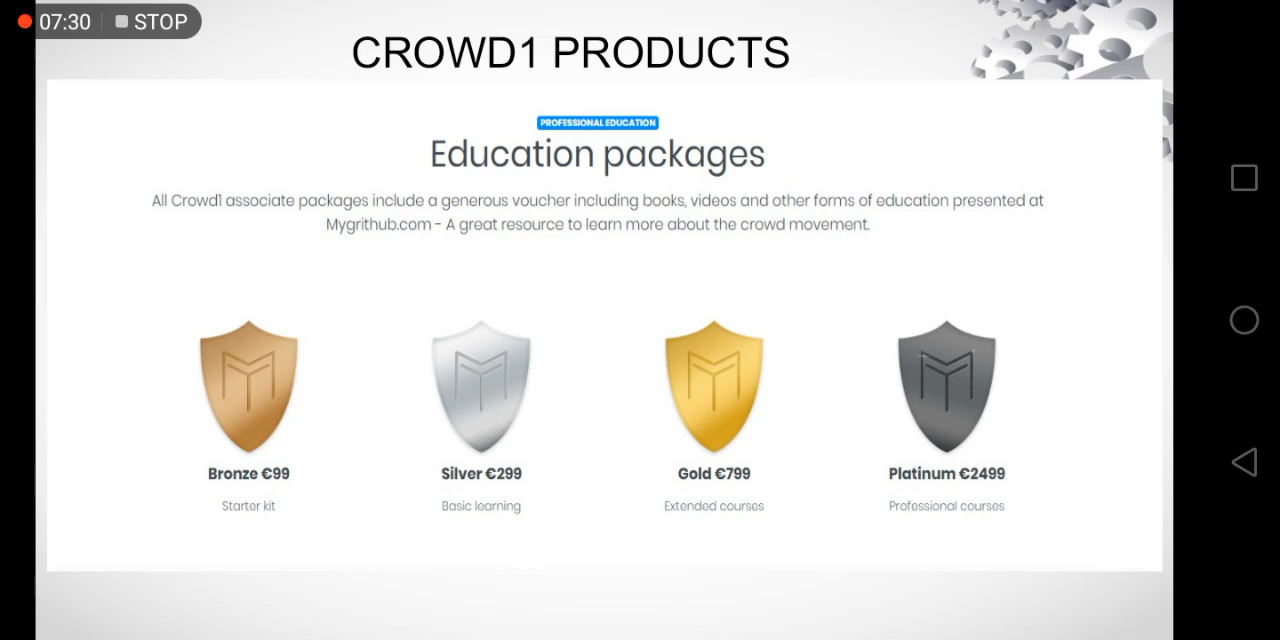 07:30 STOP
CROWD1 PRODUCTS
PROFESSIONAL EDUCATION
Education packages
All Crowd1 associate packages include a generous voucher including books, videos and other forms of education presented at
Mygrithub.com - A great resource to learn more about the crowd movement.
Bronze €99
Silver €299
Gold €799
Platinum €2499
Starter kit
Basic learning
Extended courses
Professional courses